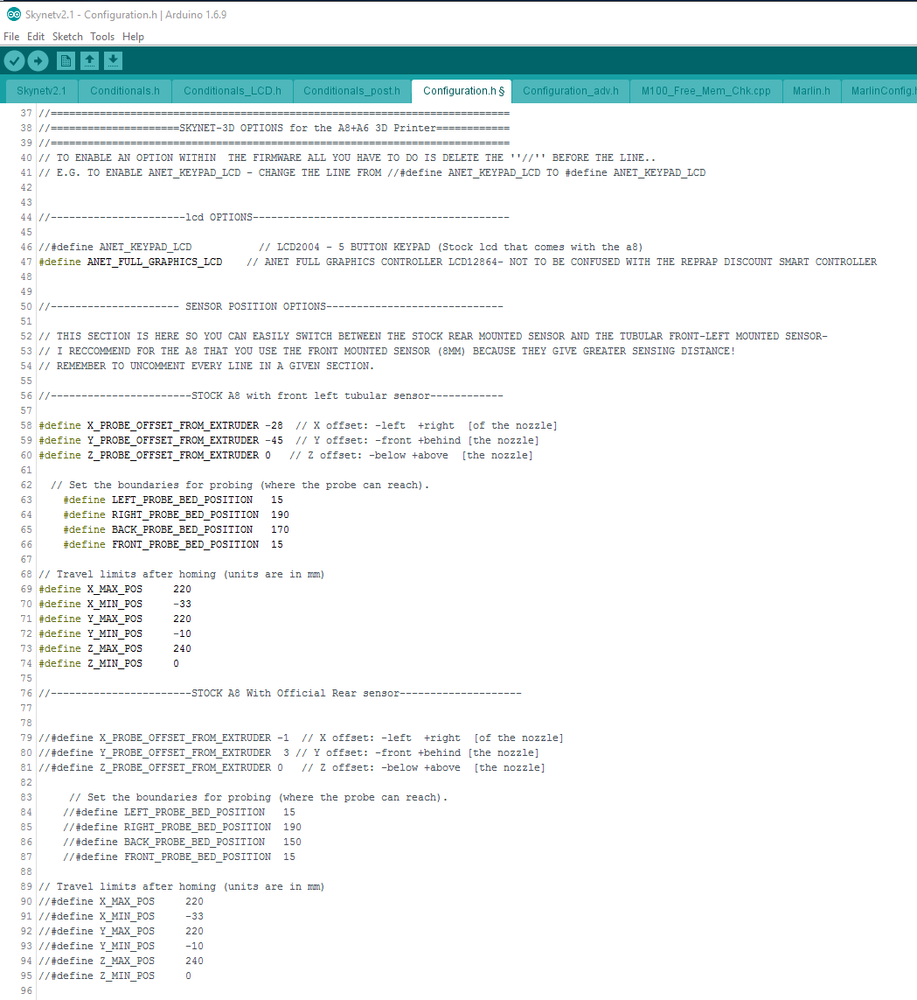 Skynetv2.1 - Configuration.h | Arduino 1.6.9
File Edit Sketch Tools Help
Skynetv2.1 Conditionals.h Conditionals_LCD.h Conditionals_post.h Configuration.h § Configuration_adv.h M100_Free_Mem_Chk.cpp Marlin.h MarlinConfig.h
37 //===========================================================================
38 //=====================SKYNET-3D OPTIONS for the A8+A6 3D Printer============
39 //===========================================================================
40 // TO ENABLE AN OPTION WITHIN  THE FIRMWARE ALL YOU HAVE TO DO IS DELETE THE ''//'' BEFORE THE LINE..
41 // E.G. TO ENABLE ANET_KEYPAD_LCD - CHANGE THE LINE FROM //#define ANET_KEYPAD_LCD TO #define ANET_KEYPAD_LCD
42
43
44 //----------------------lcd OPTIONS------------------------------------------
45
46 //#define ANET_KEYPAD_LCD           // LCD2004 - 5 BUTTON KEYPAD (Stock lcd that comes with the a8)
47 #define ANET_FULL_GRAPHICS_LCD    // ANET FULL GRAPHICS CONTROLLER LCD12864- NOT TO BE CONFUSED WITH THE REPRAP DISCOUNT SMART CONTROLLER
48
49
50 //--------------------- SENSOR POSITION OPTIONS-----------------------------
51
52 // THIS SECTION IS HERE SO YOU CAN EASILY SWITCH BETWEEN THE STOCK REAR MOUNTED SENSOR AND THE TUBULAR FRONT-LEFT MOUNTED SENSOR-
53 // I RECCOMMEND FOR THE A8 THAT YOU USE THE FRONT MOUNTED SENSOR (8MM) BECAUSE THEY GIVE GREATER SENSING DISTANCE!
54 // REMEMBER TO UNCOMMENT EVERY LINE IN A GIVEN SECTION.
55
56 //-----------------------STOCK A8 with front left tubular sensor------------
57
58 #define X_PROBE_OFFSET_FROM_EXTRUDER -28  // X offset: -left  +right  [of the nozzle]
59 #define Y_PROBE_OFFSET_FROM_EXTRUDER -45  // Y offset: -front +behind [the nozzle]
60 #define Z_PROBE_OFFSET_FROM_EXTRUDER 0   // Z offset: -below +above  [the nozzle]
61
62   // Set the boundaries for probing (where the probe can reach).
63     #define LEFT_PROBE_BED_POSITION   15
64     #define RIGHT_PROBE_BED_POSITION  190
65     #define BACK_PROBE_BED_POSITION   170
66     #define FRONT_PROBE_BED_POSITION  15
67
68 // Travel limits after homing (units are in mm)
69 #define X_MAX_POS     220
70 #define X_MIN_POS     -33
71 #define Y_MAX_POS     220
72 #define Y_MIN_POS     -10
73 #define Z_MAX_POS     240
74 #define Z_MIN_POS     0
75
76 //-----------------------STOCK A8 With Official Rear sensor--------------------
77
78
79 //#define X_PROBE_OFFSET_FROM_EXTRUDER -1  // X offset: -left  +right  [of the nozzle]
80 //#define Y_PROBE_OFFSET_FROM_EXTRUDER  3 // Y offset: -front +behind [the nozzle]
81 //#define Z_PROBE_OFFSET_FROM_EXTRUDER 0   // Z offset: -below +above  [the nozzle]
82
83      // Set the boundaries for probing (where the probe can reach).
84     //#define LEFT_PROBE_BED_POSITION   15
85     //#define RIGHT_PROBE_BED_POSITION  190
86     //#define BACK_PROBE_BED_POSITION   150
87     //#define FRONT_PROBE_BED_POSITION  15
88
89 // Travel limits after homing (units are in mm)
90 //#define X_MAX_POS     220
91 //#define X_MIN_POS     -33
92 //#define Y_MAX_POS     220
93 //#define Y_MIN_POS     -10
94 //#define Z_MAX_POS     240
95 //#define Z_MIN_POS     0
96